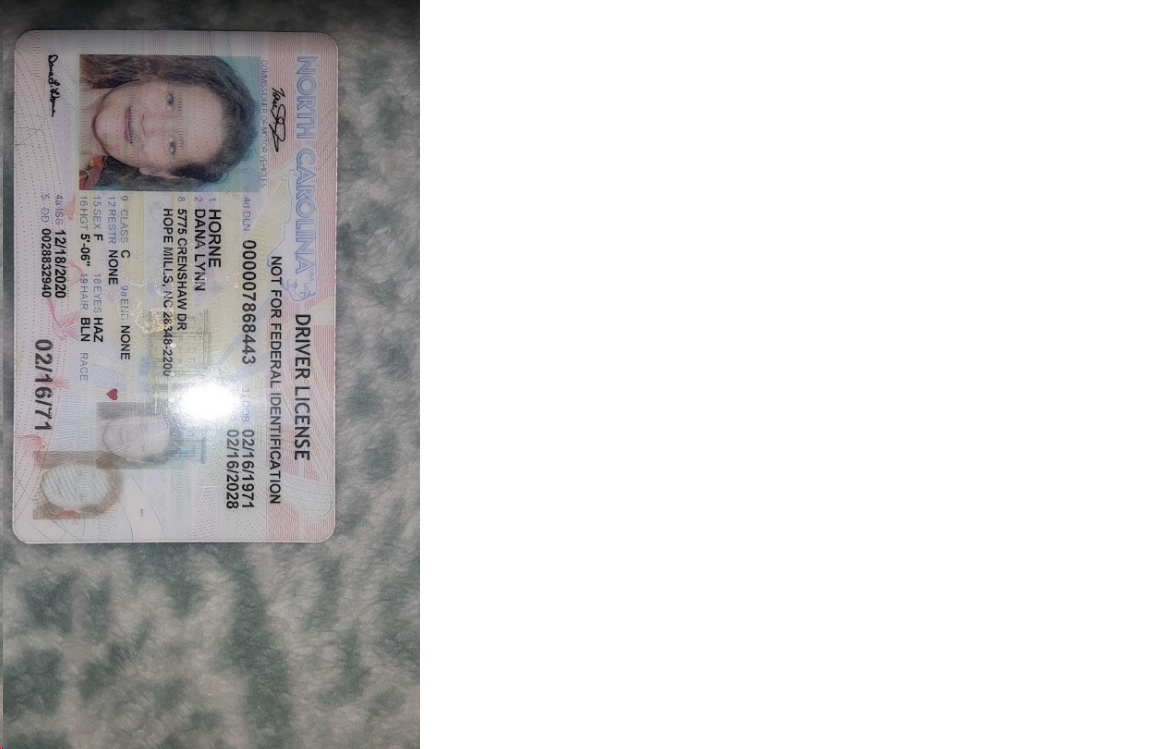 NORTH CAROLINA
DRIVER LICENSE
COMMISSIONER OF MOTOR VEHICLES
NOT FOR FEDERAL IDENTIFICATION
4d DLN 000007868443
3 DOB 02/16/1971
02/16/2028
1 HORNE
2 DANA LYNN
8 5775 CRENSHAW DR
HOPE MILLS, NC 28348-2200
9 CLASS C 9a END NONE
12 RESTR NONE
15 SEX F 18 EYES HAZ
16 HGT 5'-06" 19 HAIR BLN RACE
4a ISS 12/18/2020
5 DD 0028832940
02/16/71